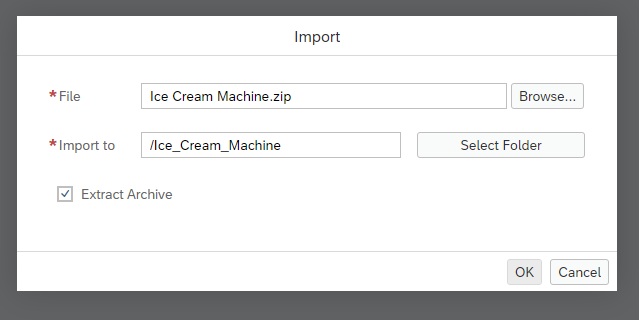 Import
* File Ice Cream Machine.zip Browse...
* Import to /Ice_Cream_Machine Select Folder
Extract Archive
OK Cancel